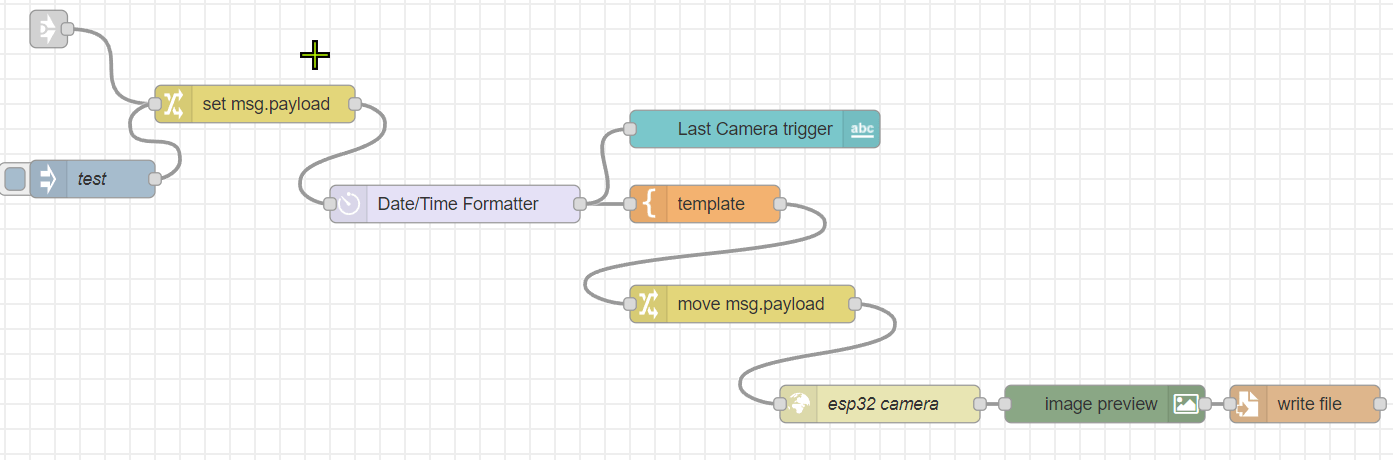 set msg.payload
Last Camera trigger abc
test
Date/Time Formatter
template
move msg.payload
esp32 camera
image preview
write file